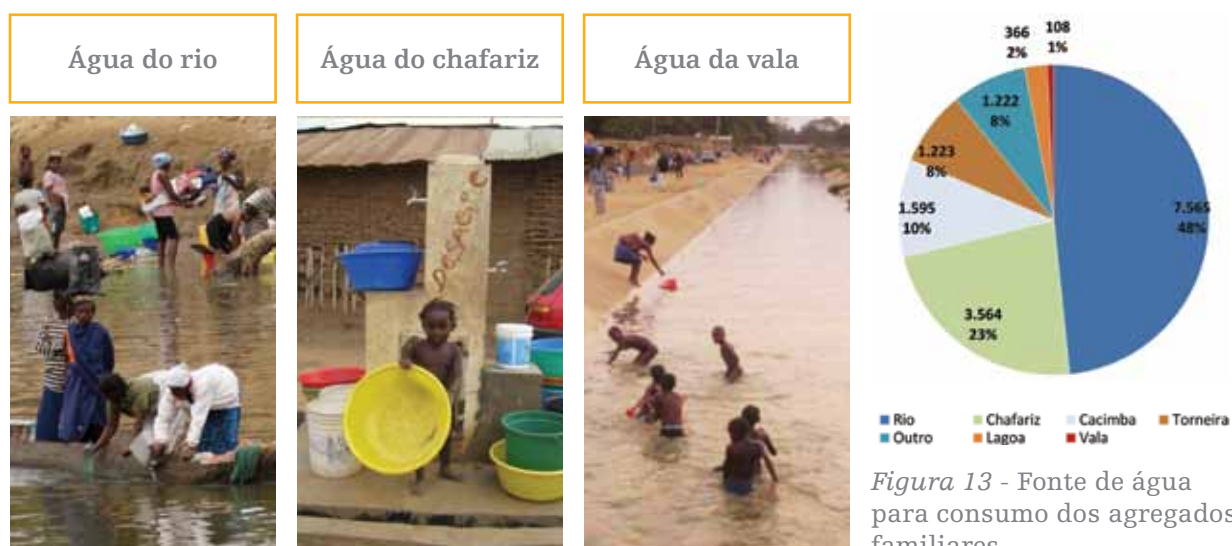 Água do rio
Água do chafariz
Água da vala
DESAG
366
2%
108
1%
1.222
8%
1.223
8%
1.595
10%
3.564
23%
7.565
48%
Rio Chafariz Cacimba Torneira
Outro Lagoa Vala
Figura 13 - Fonte de água
para consumo dos agregados
familiares